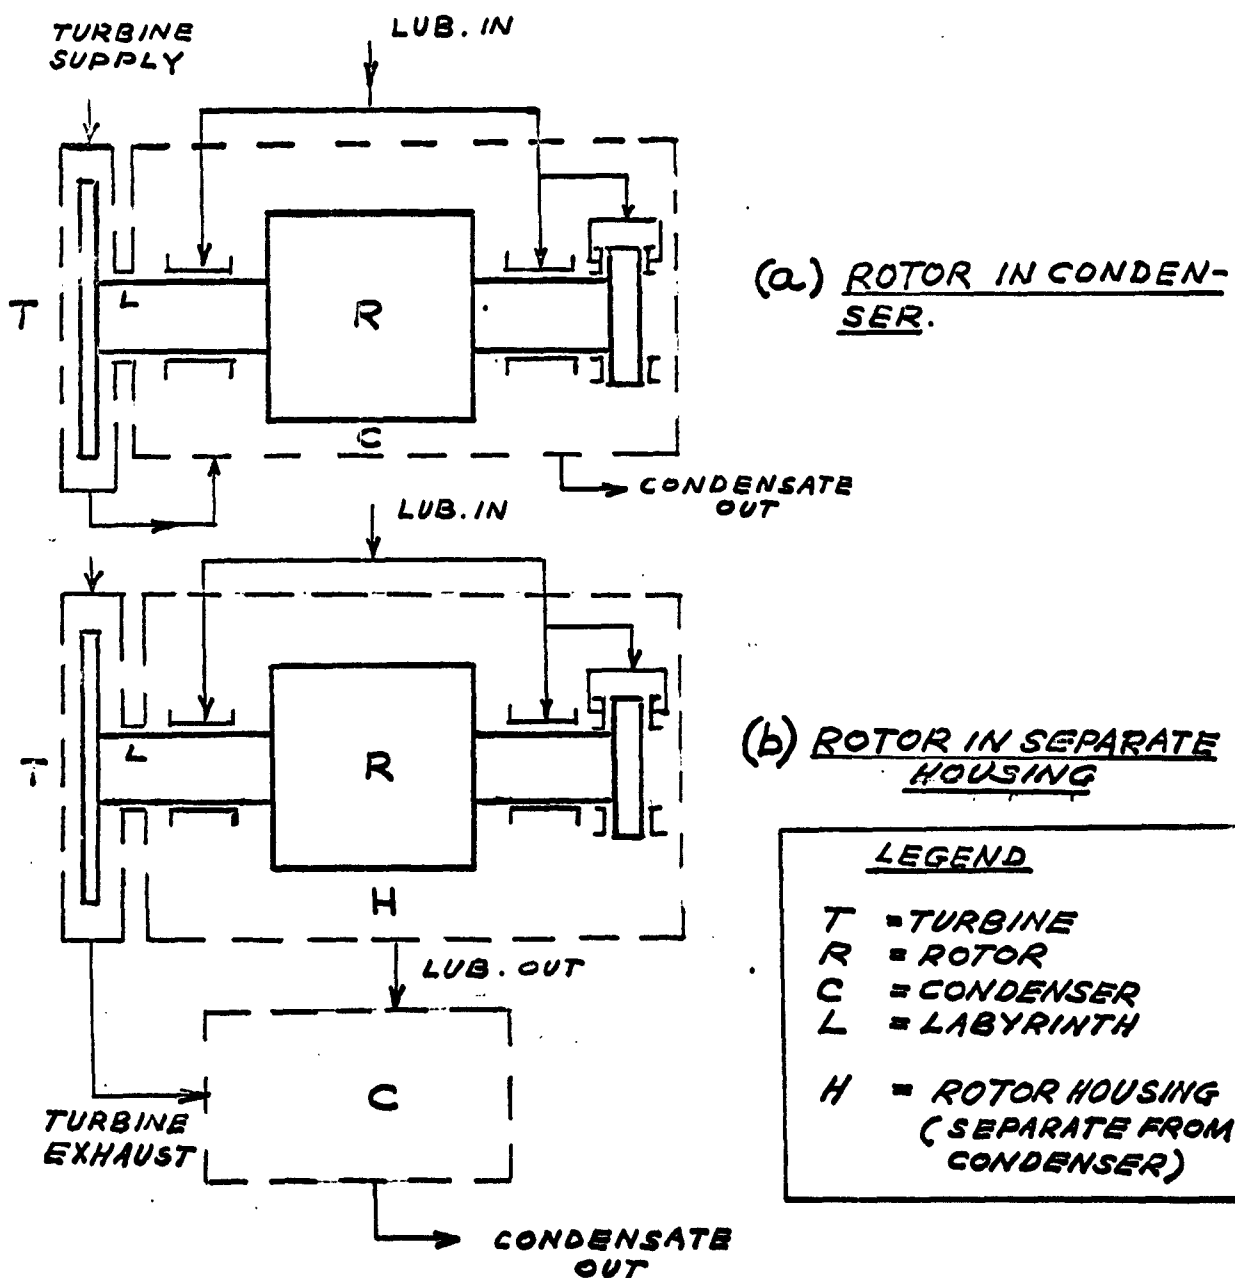 TURBINE
SUPPLY
LUB. IN
T
L
R
C
(a) ROTOR IN CONDEN-
SER.
CONDENSATE
OUT
LUB. IN
T
L
R
H
(b) ROTOR IN SEPARATE
HOUSING
LUB. OUT
C
TURBINE
EXHAUST
CONDENSATE
OUT
LEGEND
T = TURBINE
R = ROTOR
C = CONDENSER
L = LABYRINTH
H = ROTOR HOUSING
(SEPARATE FROM
CONDENSER)